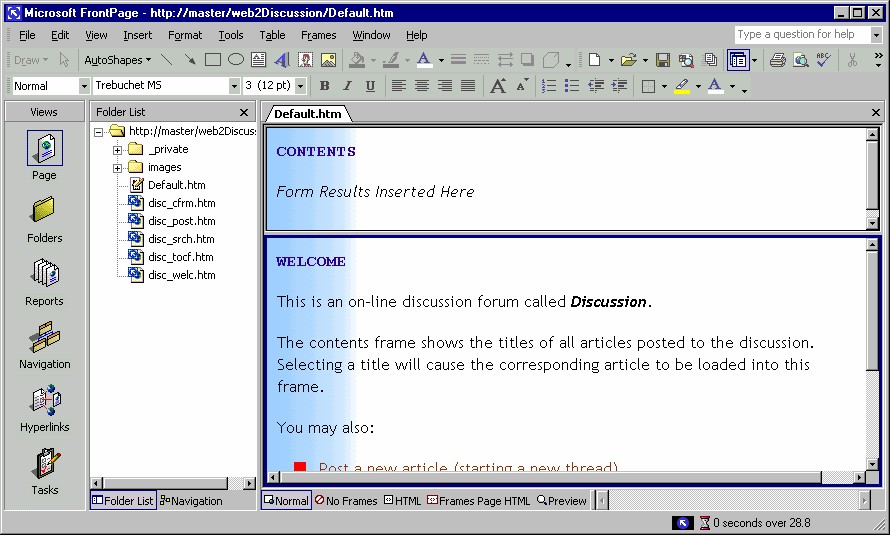 Microsoft FrontPage - http://master/web2Discussion/Default.htm
File Edit View Insert Format Tools Table Frames Window Help Type a question for help
Draw AutoShapes
Normal Trebuchet MS 3 (12 pt) B I U
Views
Page
Folders
Reports
Navigation
Hyperlinks
Tasks
Folder List
http://master/web2Discuss
_private
images
Default.htm
disc_cfrm.htm
disc_post.htm
disc_srch.htm
disc_tocf.htm
disc_welc.htm
Folder List Navigation
Default.htm
CONTENTS
Form Results Inserted Here
WELCOME
This is an on-line discussion forum called Discussion.
The contents frame shows the titles of all articles posted to the discussion.
Selecting a title will cause the corresponding article to be loaded into this
frame.
You may also:
Post a new article (starting a new thread)
Normal No Frames HTML Frames Page HTML Preview
0 seconds over 28.8